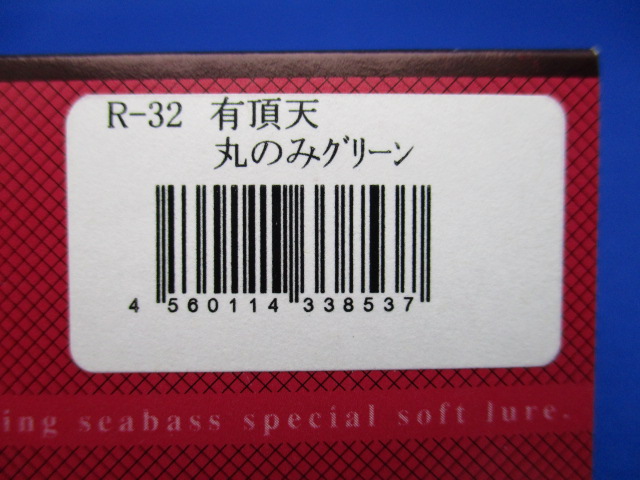 R-32 有頂天
丸のみｸﾞﾘｰﾝ
4 560114 338537
ing seabass special soft lure.